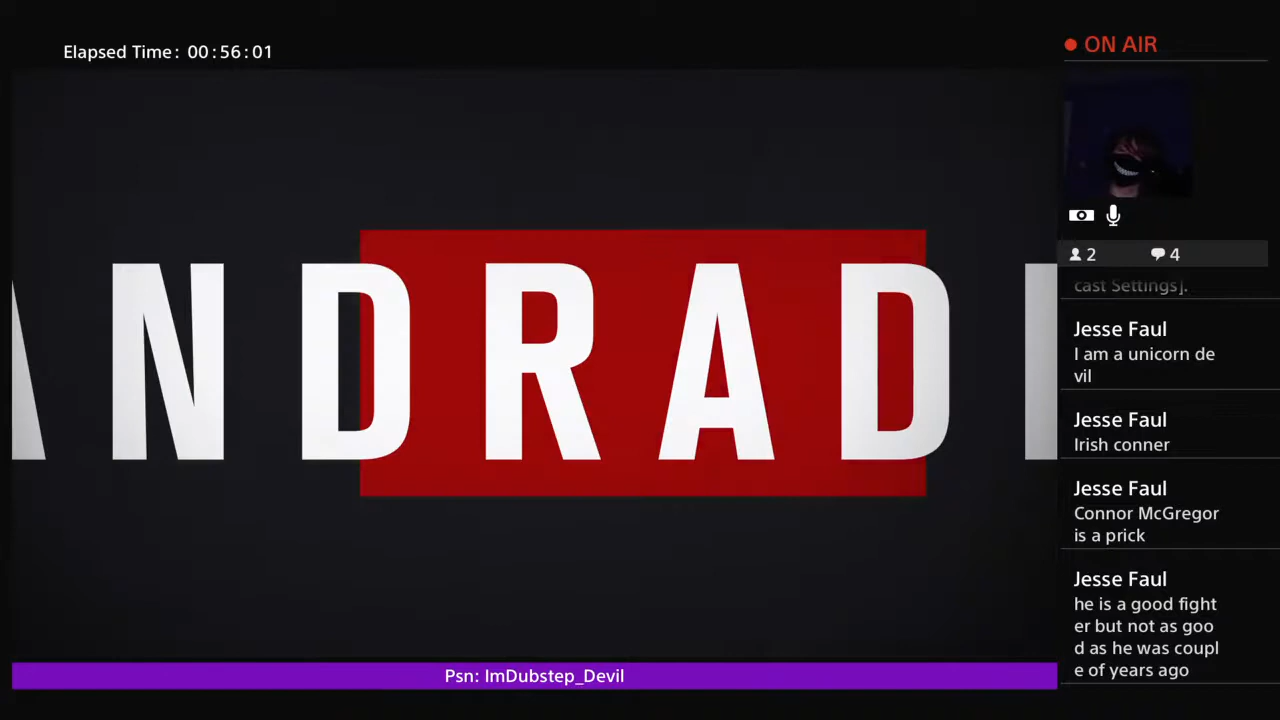 Elapsed Time: 00:56:01
ON AIR
ANDRAD
2
4
cast Settings].
Jesse Faul
I am a unicorn de
vil
Jesse Faul
Irish conner
Jesse Faul
Connor McGregor
is a prick
Jesse Faul
he is a good fight
er but not as goo
d as he was coupl
e of years ago
Psn: ImDubstep_Devil